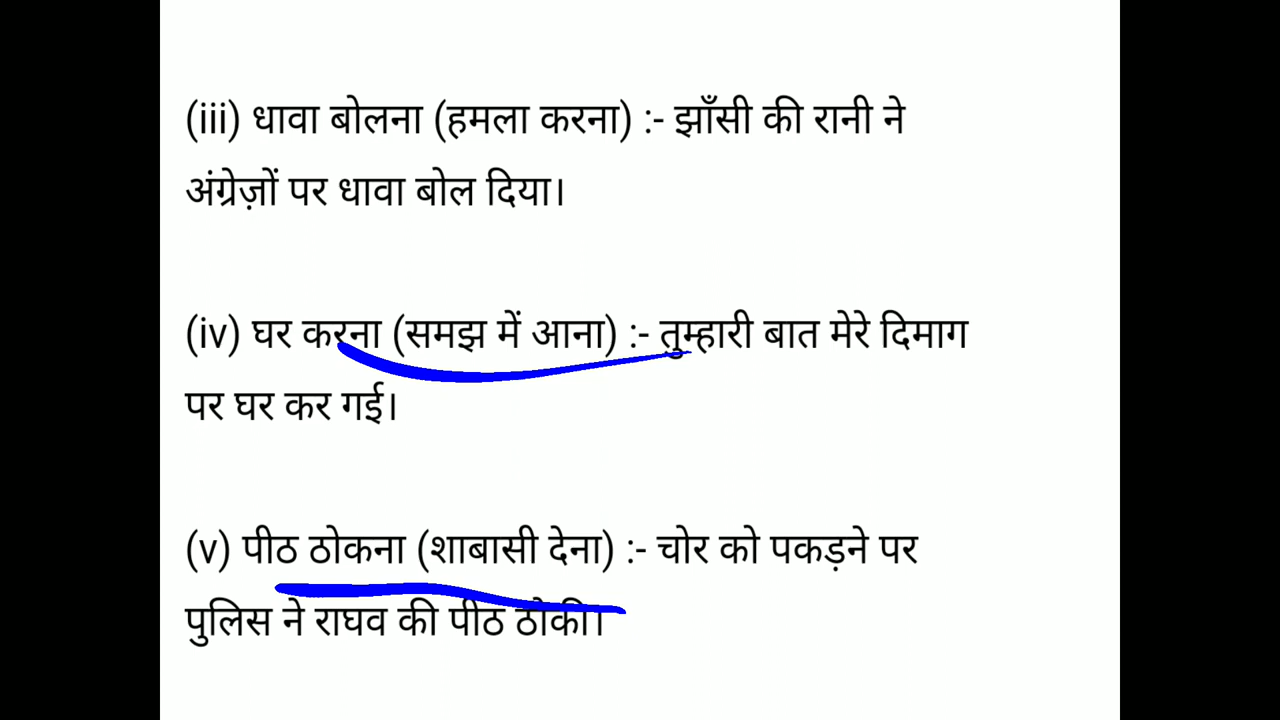 (iii) धावा बोलना (हमला करना) :- झाँसी की रानी ने
अंग्रेज़ों पर धावा बोल दिया।
(iv) घर करना (समझ में आना) :- तुम्हारी बात मेरे दिमाग
पर घर कर गई।
(v) पीठ ठोकना (शाबासी देना) :- चोर को पकड़ने पर
पुलिस ने राघव की पीठ ठोकी।